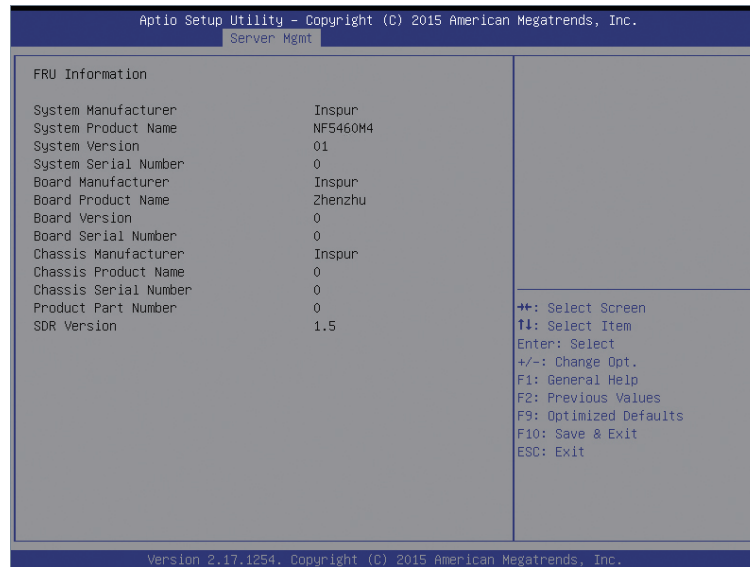 Aptio Setup Utility – Copyright (C) 2015 American Megatrends, Inc.
Server Mgmt
FRU Information
System Manufacturer Inspur
System Product Name NF5460M4
System Version 01
System Serial Number 0
Board Manufacturer Inspur
Board Product Name Zhenzhu
Board Version 0
Board Serial Number 0
Chassis Manufacturer Inspur
Chassis Product Name 0
Chassis Serial Number 0
Product Part Number 0
SDR Version 1.5
→←: Select Screen
↑↓: Select Item
Enter: Select
+/-: Change Opt.
F1: General Help
F2: Previous Values
F9: Optimized Defaults
F10: Save & Exit
ESC: Exit
Version 2.17.1254. Copyright (C) 2015 American Megatrends, Inc.